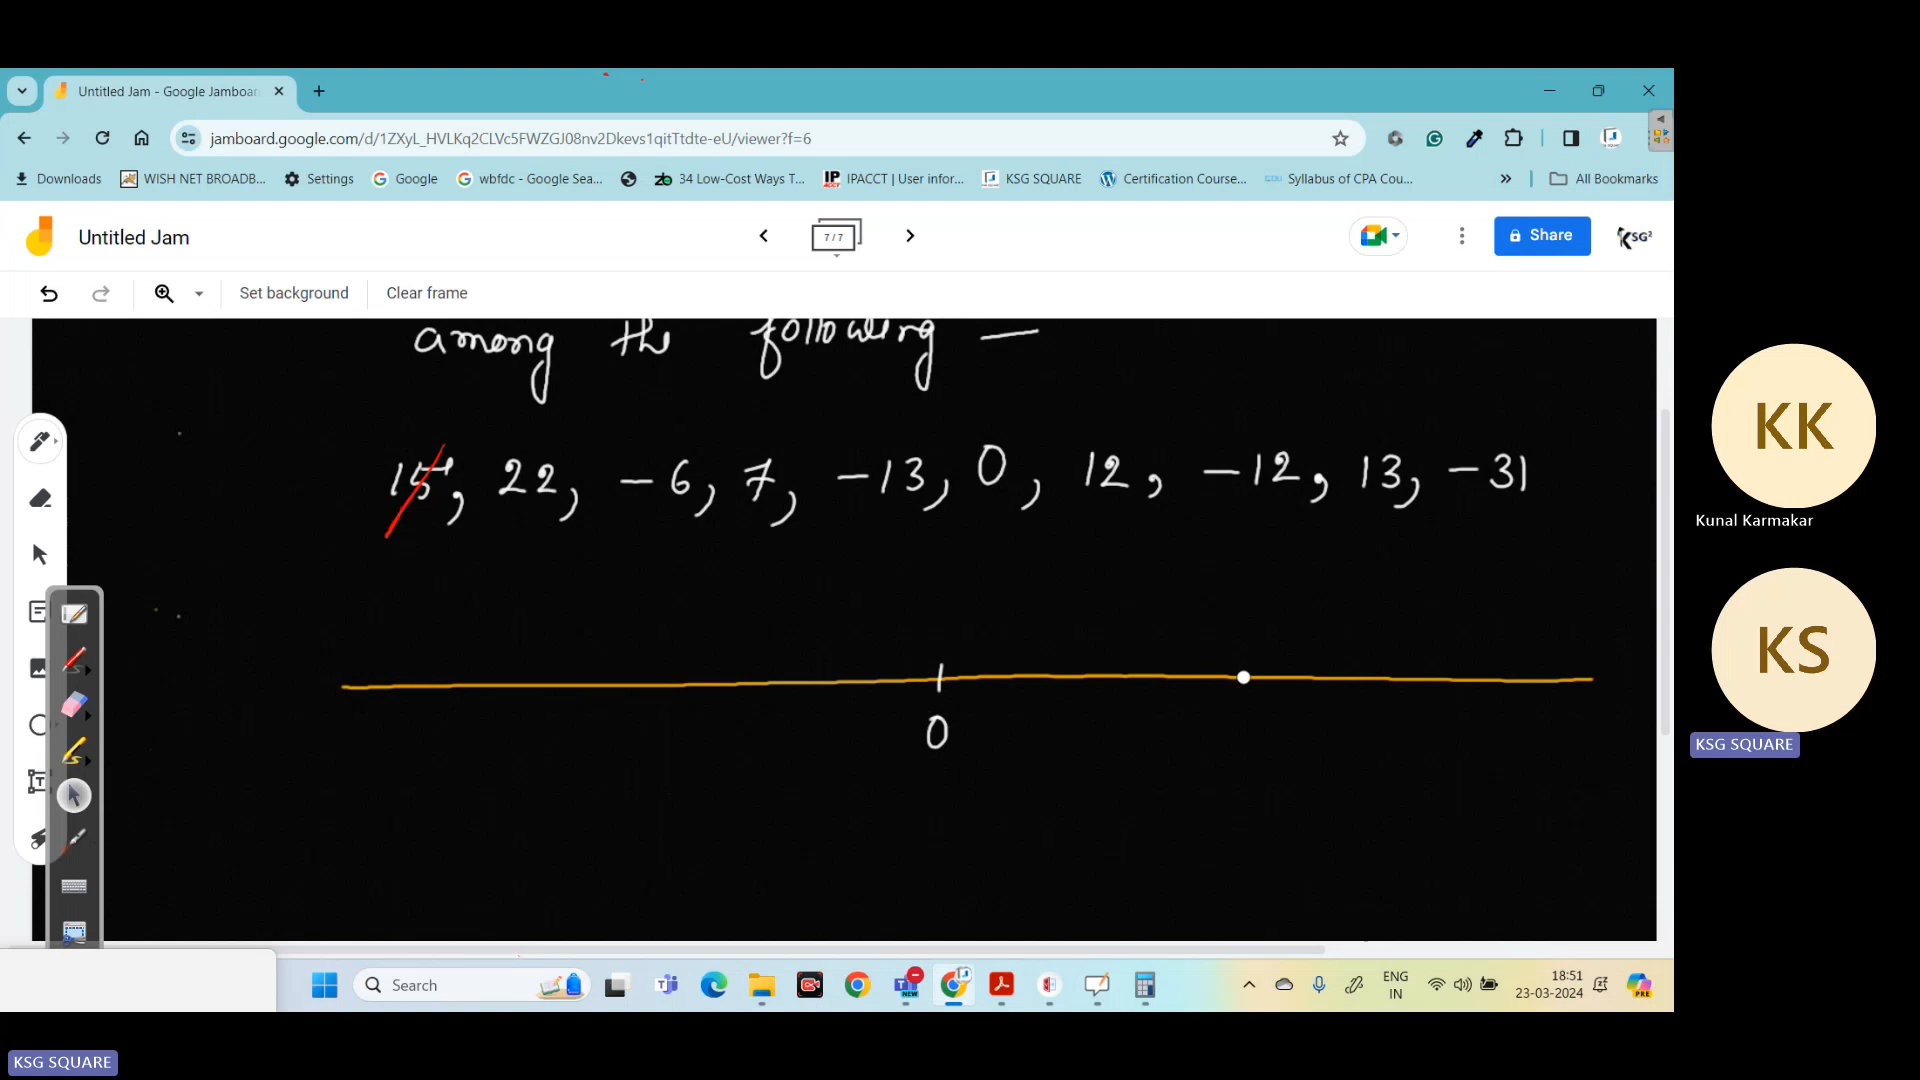 Untitled Jam - Google Jamboar
jamboard.google.com/d/1ZXyL_HVLKq2CLVc5FWZGJ08nv2Dkevs1qitTtdte-eU/viewer?f=6
Downloads WISH NET BROADB... Settings Google wbfdc - Google Sea... 34 Low-Cost Ways T... IPACCT | User infor... KSG SQUARE Certification Course... Syllabus of CPA Cou... » All Bookmarks
Untitled Jam 7 / 7 Share KSG²
Set background Clear frame
among the following —
15, 22, -6, 7, -13, 0, 12, -12, 13, -31
0
KK
Kunal Karmakar
KS
KSG SQUARE
Search ENG 18:51
IN 23-03-2024
KSG SQUARE